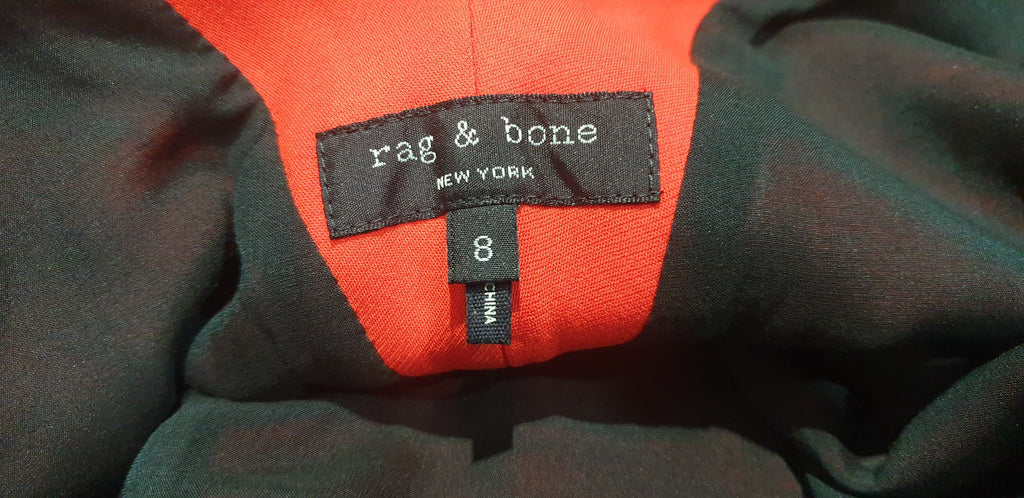 rag & bone
NEW YORK
8
CHINA